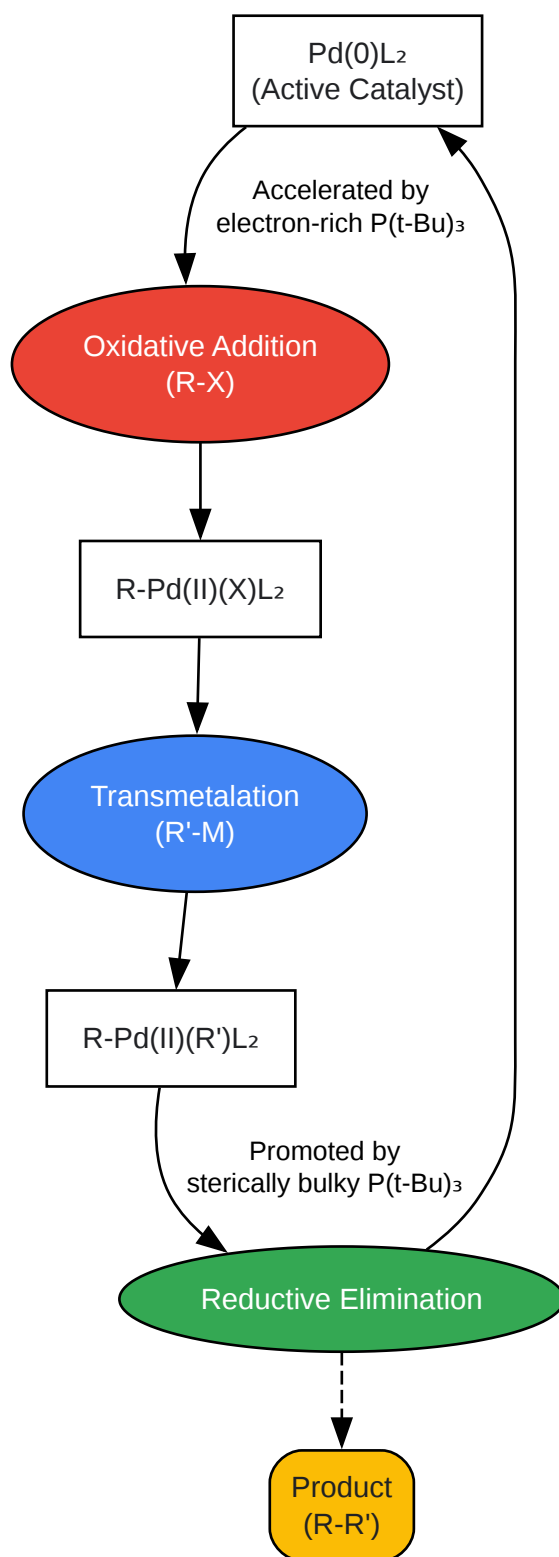 Pd(0)L₂
(Active Catalyst)
Accelerated by
electron-rich P(t-Bu)₃
Oxidative Addition
(R-X)
R-Pd(II)(X)L₂
Transmetalation
(R'-M)
R-Pd(II)(R')L₂
Promoted by
sterically bulky P(t-Bu)₃
Reductive Elimination
Product
(R-R')